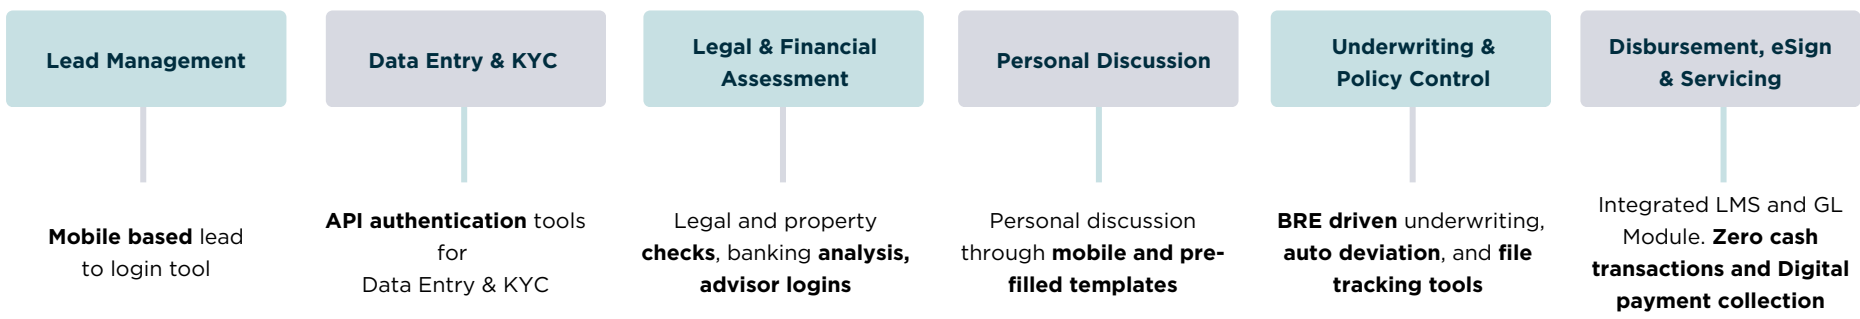 Lead Management
Data Entry & KYC
Legal & Financial
Assessment
Personal Discussion
Underwriting &
Policy Control
Disbursement, eSign
& Servicing
Mobile based lead
to login tool
API authentication tools
for
Data Entry & KYC
Legal and property
checks, banking analysis,
advisor logins
Personal discussion
through mobile and pre-
filled templates
BRE driven underwriting,
auto deviation, and file
tracking tools
Integrated LMS and GL
Module. Zero cash
transactions and Digital
payment collection